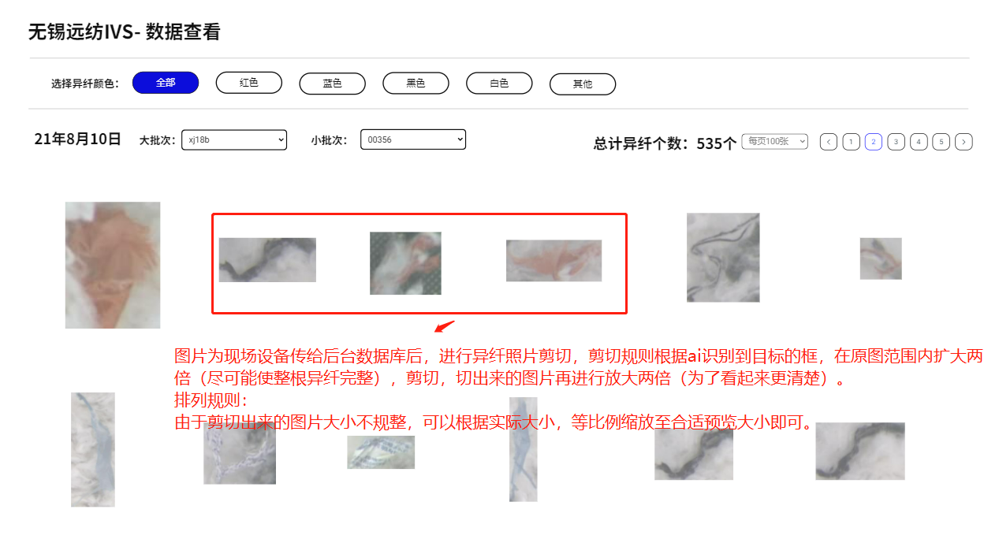 无锡远纺IVS- 数据查看
选择异纤颜色： 全部 红色 蓝色 黑色 白色 其他
21年8月10日 大批次： xj18b 小批次： 00356 总计异纤个数：535个 每页100张 < 1 2 3 4 5 >
图片为现场设备传给后台数据库后，进行异纤照片剪切，剪切规则根据ai识别到目标的框，在原图范围内扩大两
倍（尽可能使整根异纤完整），剪切，切出来的图片再进行放大两倍（为了看起来更清楚）。
排列规则：
由于剪切出来的图片大小不规整，可以根据实际大小，等比例缩放至合适预览大小即可。